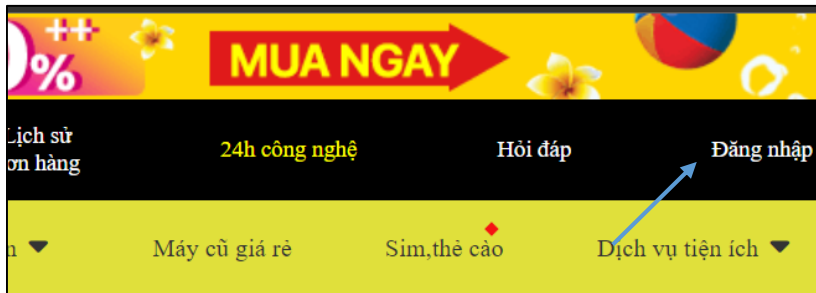 ++
%
MUA NGAY
Lịch sử
24h công nghệ
Hỏi đáp
Đăng nhập
hàng
Máy cũ giá rẻ
Sim,thẻ cào
Dịch vụ tiện ích